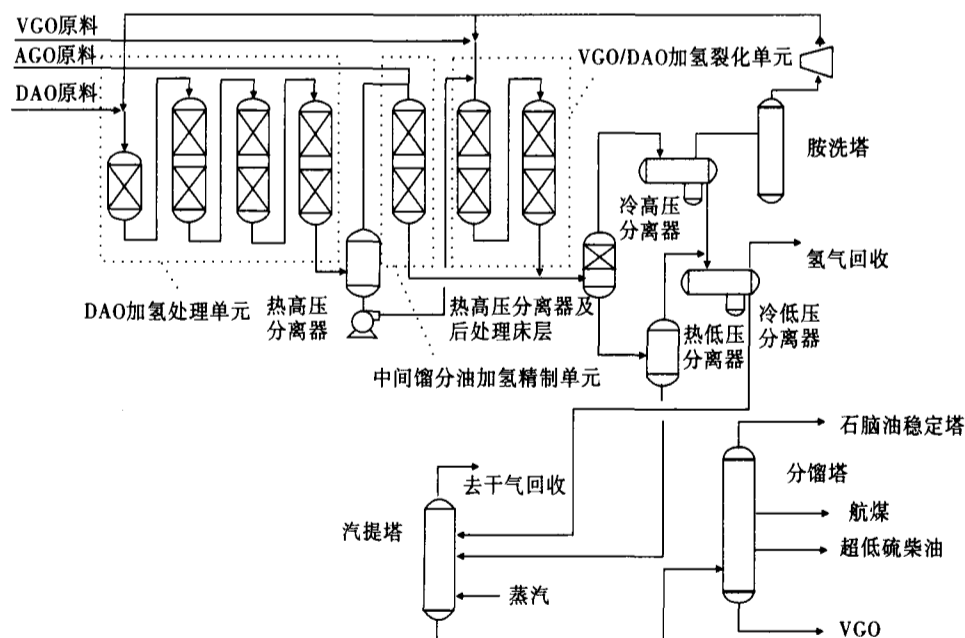 VGO原料
AGO原料
DAO原料
VGO/DAO加氢裂化单元
胺洗塔
冷高压
分离器
氢气回收
DAO加氢处理单元
热高压
分离器
热高压分离器及
后处理床层
冷低压
分离器
热低压
分离器
中间馏分油加氢精制单元
石脑油稳定塔
分馏塔
去干气回收
航煤
汽提塔
超低硫柴油
蒸汽
VGO